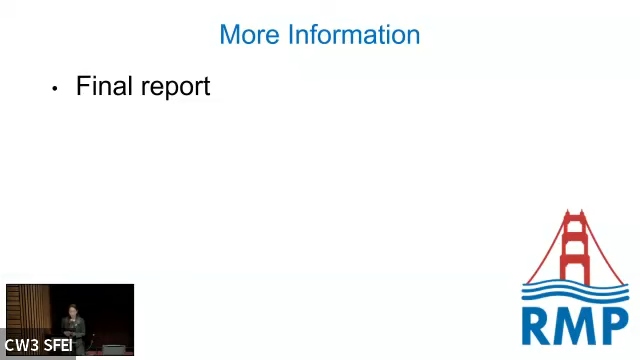 More Information
• Final report
RMP
CW3 SFEI